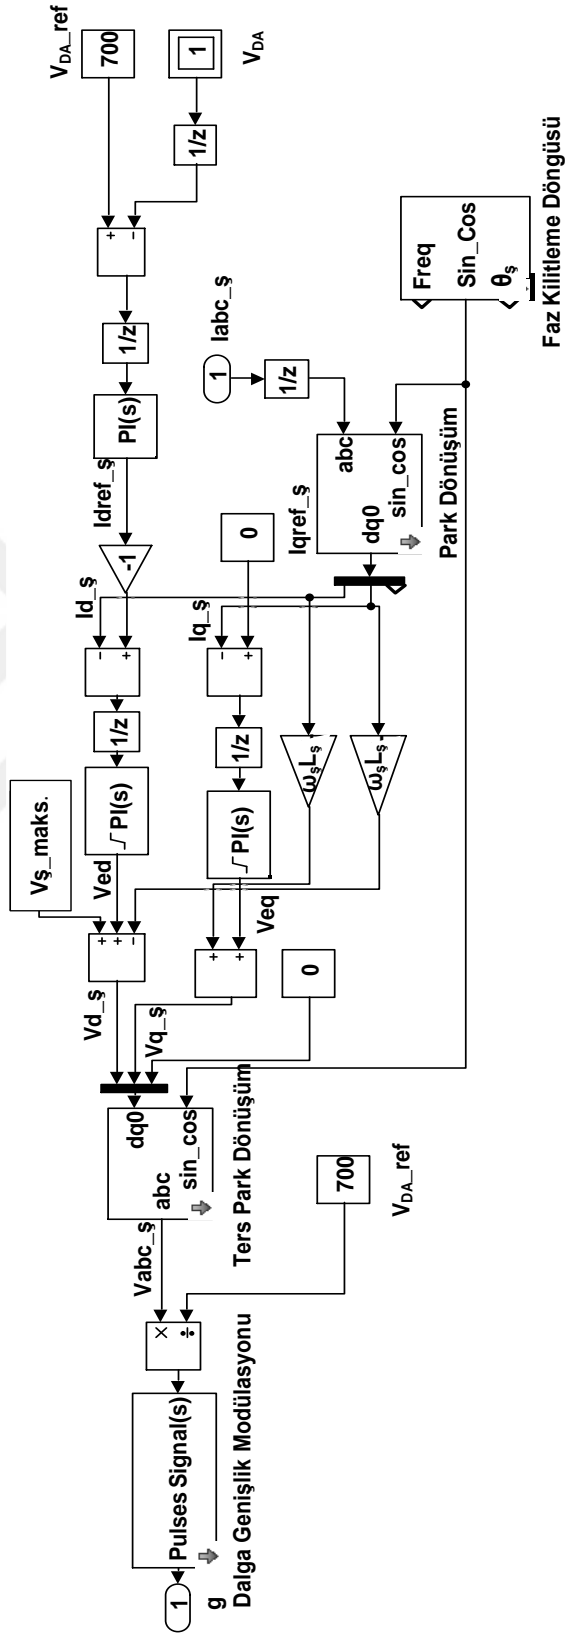 V_DA_ref
700
1
V_DA
1/z
+
−
1/z
PI(s)
Idref_ş
-1
Iabc_ş
1
1/z
Freq
Sin_Cos
θ_ş
Faz Kilitleme Döngüsü
abc
dq0
sin_cos
Park Dönüşüm
Iqref_ş
0
Id_ş
Iq_ş
−
+
−
+
1/z
1/z
PI(s)
PI(s)
ω_şL_ş
ω_şL_ş
Vş_maks.
Ved
Veq
+
+
−
+
+
0
Vd_ş
Vq_ş
dq0
abc
sin_cos
Ters Park Dönüşüm
Vabc_ş
700
V_DA_ref
×
÷
Pulses Signal(s)
Dalga Genişlik Modülasyonu
1
g